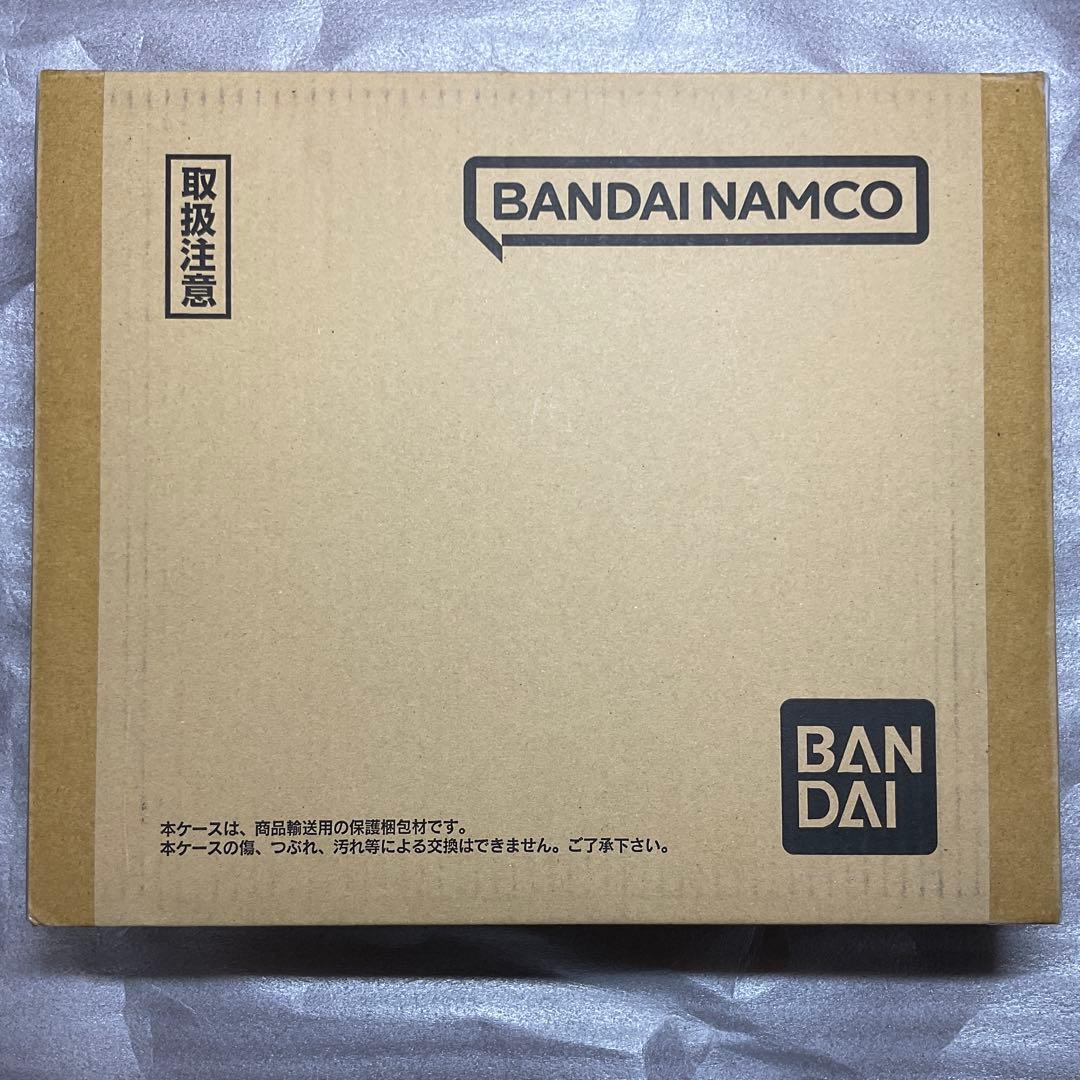 取扱注意
BANDAI NAMCO
BAN
DAI
本ケースは、商品輸送用の保護梱包材です。
本ケースの傷、つぶれ、汚れ等による交換はできません。ご了承下さい。